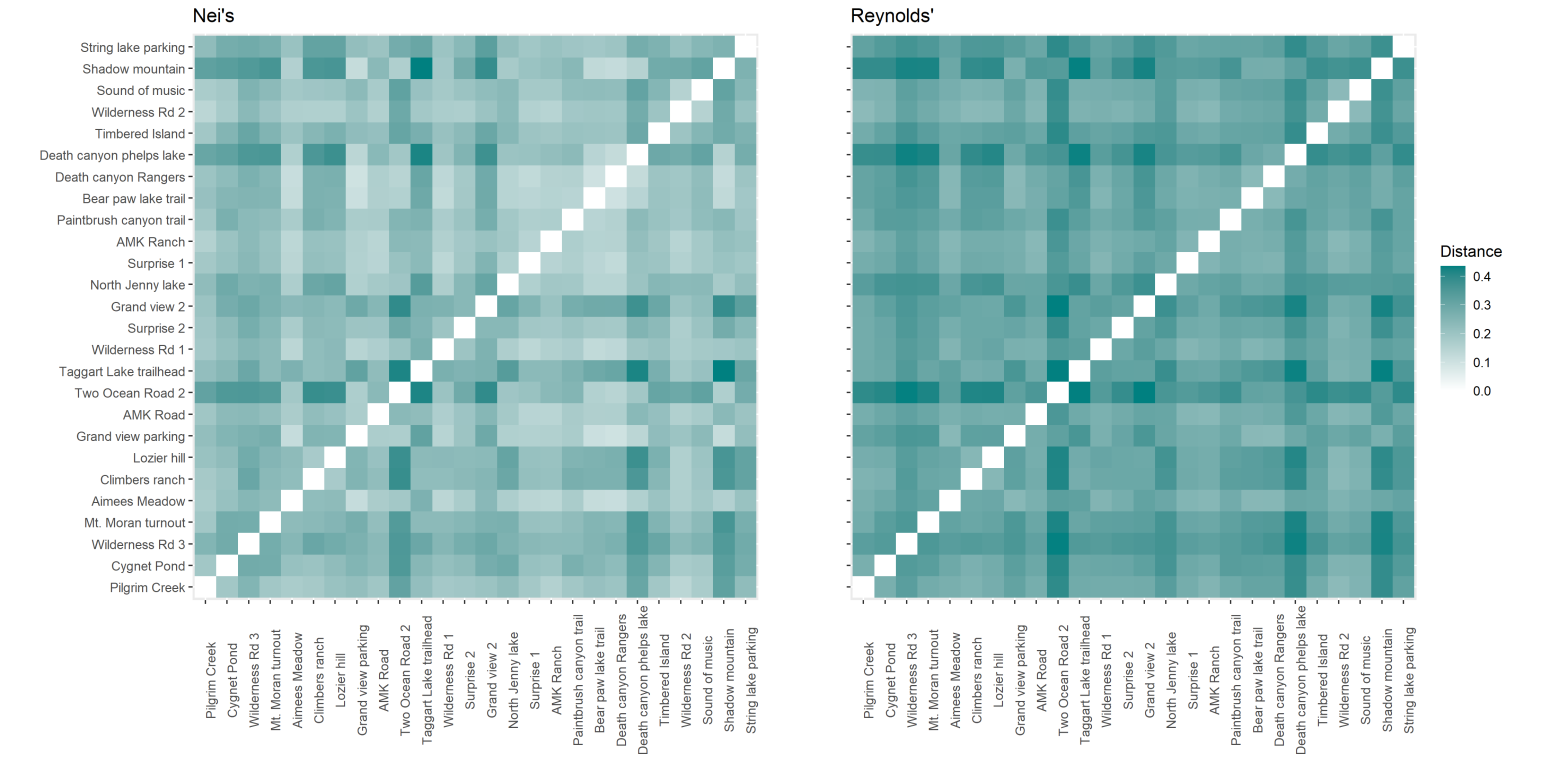 Nei's
Reynolds'
String lake parking
Shadow mountain
Sound of music
Wilderness Rd 2
Timbered Island
Death canyon phelps lake
Death canyon Rangers
Bear paw lake trail
Paintbrush canyon trail
AMK Ranch
Surprise 1
North Jenny lake
Grand view 2
Surprise 2
Wilderness Rd 1
Taggart Lake trailhead
Two Ocean Road 2
AMK Road
Grand view parking
Lozier hill
Climbers ranch
Aimees Meadow
Mt. Moran turnout
Wilderness Rd 3
Cygnet Pond
Pilgrim Creek
Pilgrim Creek
Cygnet Pond
Wilderness Rd 3
Mt. Moran turnout
Aimees Meadow
Climbers ranch
Lozier hill
Grand view parking
AMK Road
Two Ocean Road 2
Taggart Lake trailhead
Wilderness Rd 1
Surprise 2
Grand view 2
North Jenny lake
Surprise 1
AMK Ranch
Paintbrush canyon trail
Bear paw lake trail
Death canyon Rangers
Death canyon phelps lake
Timbered Island
Wilderness Rd 2
Sound of music
Shadow mountain
String lake parking
Pilgrim Creek
Cygnet Pond
Wilderness Rd 3
Mt. Moran turnout
Aimees Meadow
Climbers ranch
Lozier hill
Grand view parking
AMK Road
Two Ocean Road 2
Taggart Lake trailhead
Wilderness Rd 1
Surprise 2
Grand view 2
North Jenny lake
Surprise 1
AMK Ranch
Paintbrush canyon trail
Bear paw lake trail
Death canyon Rangers
Death canyon phelps lake
Timbered Island
Wilderness Rd 2
Sound of music
Shadow mountain
String lake parking
Distance
0.4
0.3
0.2
0.1
0.0